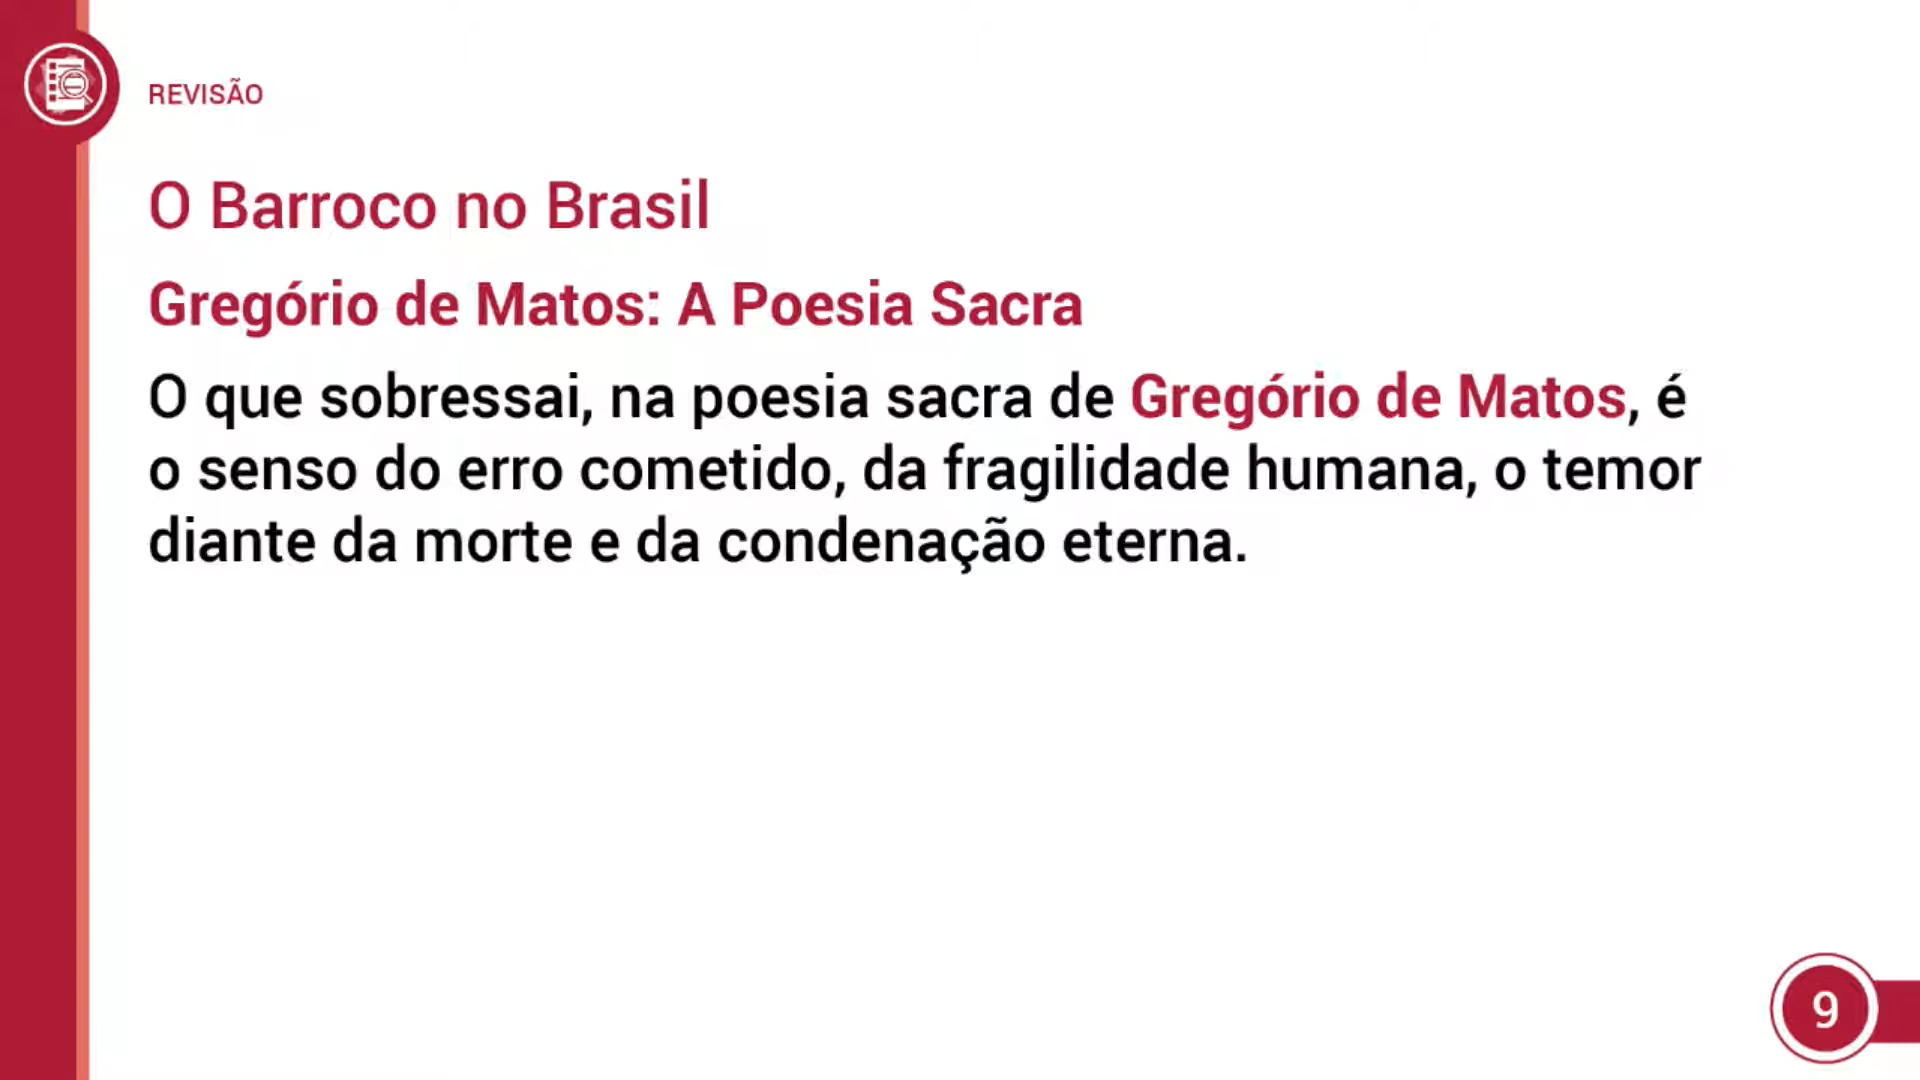 REVISÃO
O Barroco no Brasil
Gregório de Matos: A Poesia Sacra
O que sobressai, na poesia sacra de Gregório de Matos, é
o senso do erro cometido, da fragilidade humana, o temor
diante da morte e da condenação eterna.
9